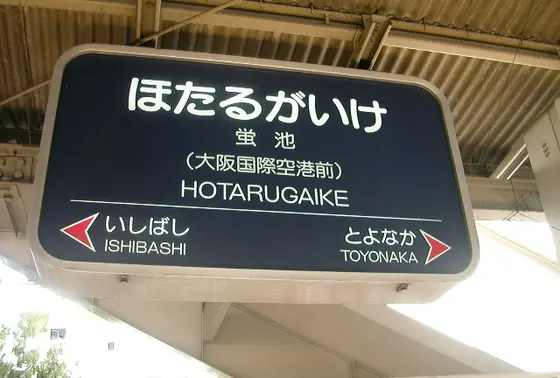 ほたるがいけ
蛍池
(大阪国際空港前)
HOTARUGAIKE
いしばし
ISHIBASHI
とよなか
TOYONAKA